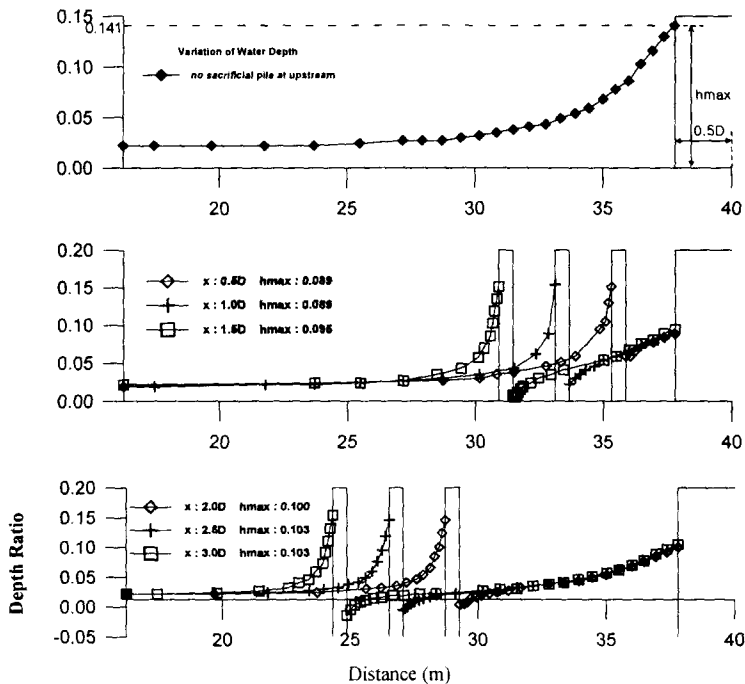 0.15
0.141
0.10
0.05
0.00
Variation of Water Depth
no sacrificial pile at upstream
hmax
0.5D
20
25
30
35
40
0.20
0.15
0.10
0.05
0.00
x : 0.5D hmax : 0.089
x : 1.0D hmax : 0.089
x : 1.5D hmax : 0.095
20
25
30
35
40
Depth Ratio
0.20
0.15
0.10
0.05
0.00
-0.05
x : 2.0D hmax : 0.100
x : 2.5D hmax : 0.103
x : 3.0D hmax : 0.103
20
25
30
35
40
Distance (m)